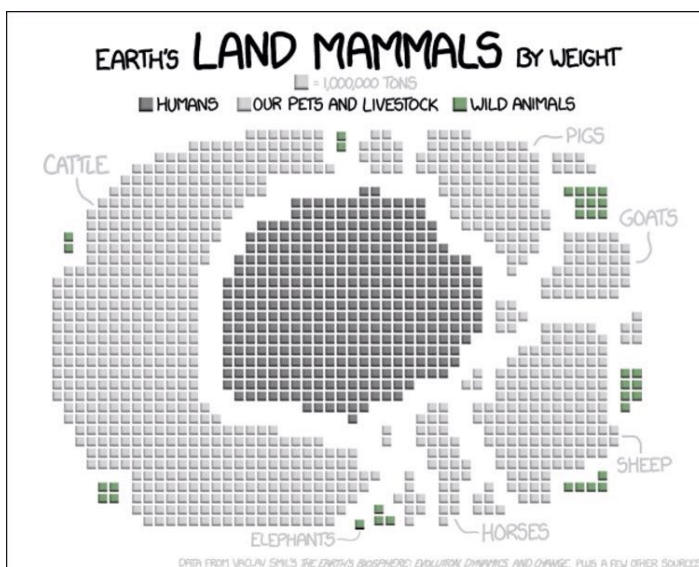 EARTH'S LAND MAMMALS BY WEIGHT
= 1,000,000 TONS
HUMANS OUR PETS AND LIVESTOCK WILD ANIMALS
PIGS
CATTLE
GOATS
SHEEP
HORSES
ELEPHANTS
DATA FROM VACLAV SMIL'S THE EARTH'S BIOSPHERE: EVOLUTION, DYNAMICS AND CHANGE, PLUS A FEW OTHER SOURCES